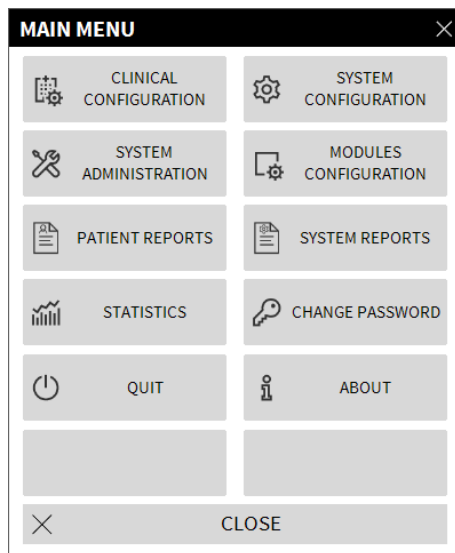 MAIN MENU
CLINICAL
CONFIGURATION
SYSTEM
CONFIGURATION
SYSTEM
ADMINISTRATION
MODULES
CONFIGURATION
PATIENT REPORTS
SYSTEM REPORTS
STATISTICS
CHANGE PASSWORD
QUIT
ABOUT
CLOSE